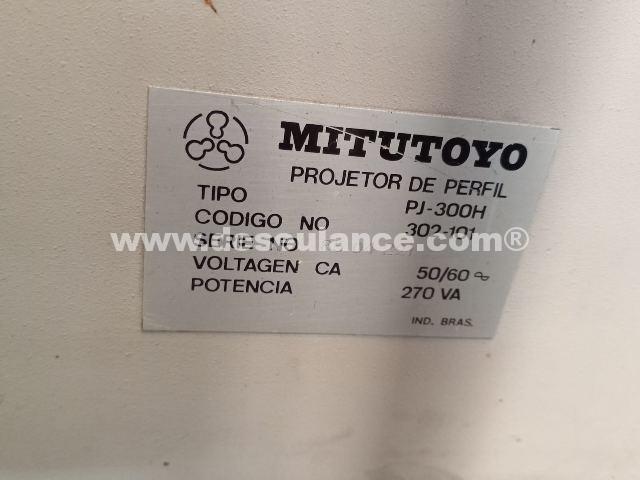 MITUTOYO
PROJETOR DE PERFIL
TIPO PJ-300H
CODIGO NO 302-101
SERIE NO
VOLTAGEN CA 50/60 ~
POTENCIA 270 VA
IND. BRAS.
www.desculance.com®